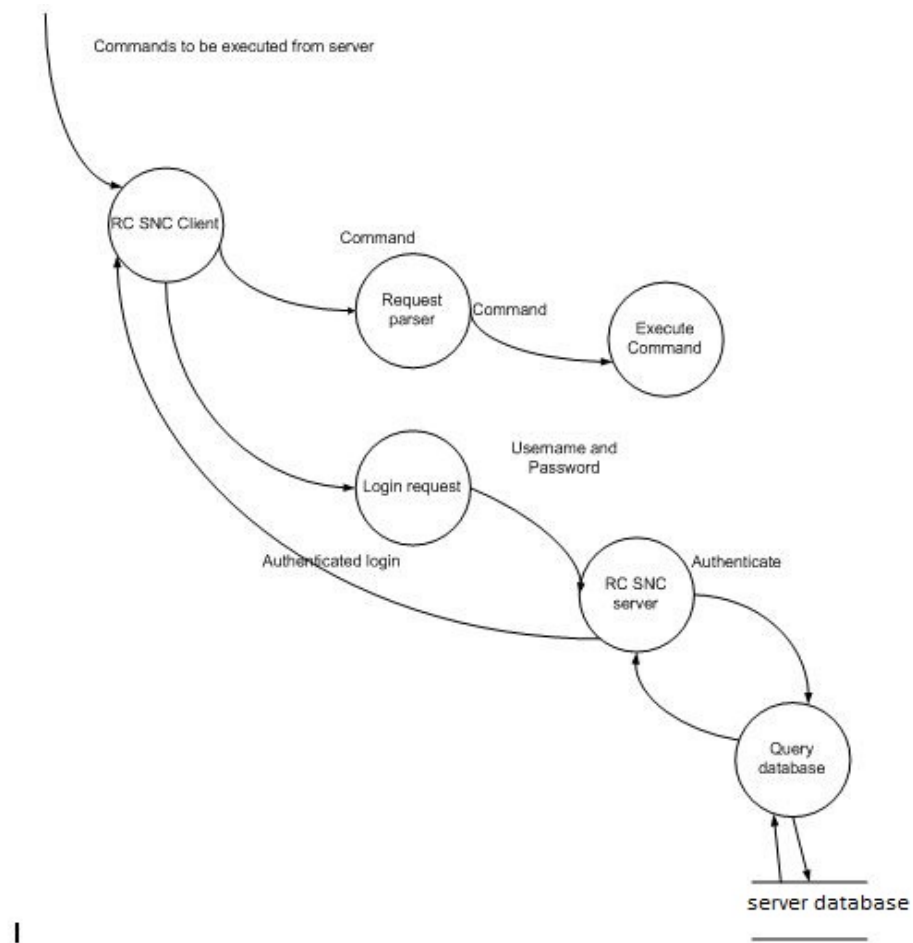 Commands to be executed from server
RC SNC Client
Command
Request
parser
Command
Execute
Command
Username and
Password
Login request
Authenticated login
RC SNC
server
Authenticate
Query
database
server database
I